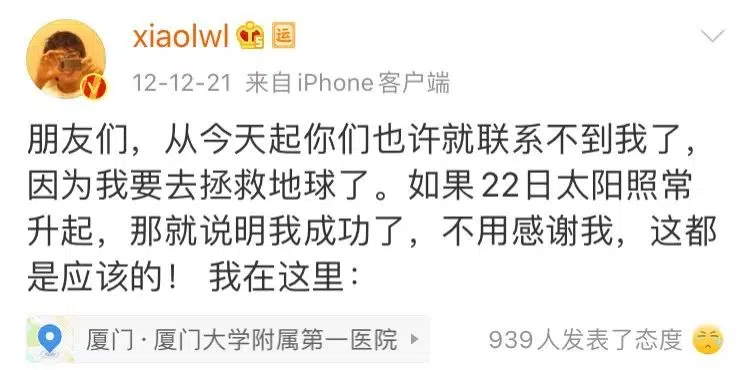 xiaolwl 运
12-12-21 来自 iPhone 客户端
朋友们，从今天起你们也许就联系不到我了，
因为我要去拯救地球了。如果22日太阳照常
升起，那就说明我成功了，不用感谢我，这都
是应该的！ 我在这里：
厦门·厦门大学附属第一医院
939人发表了态度